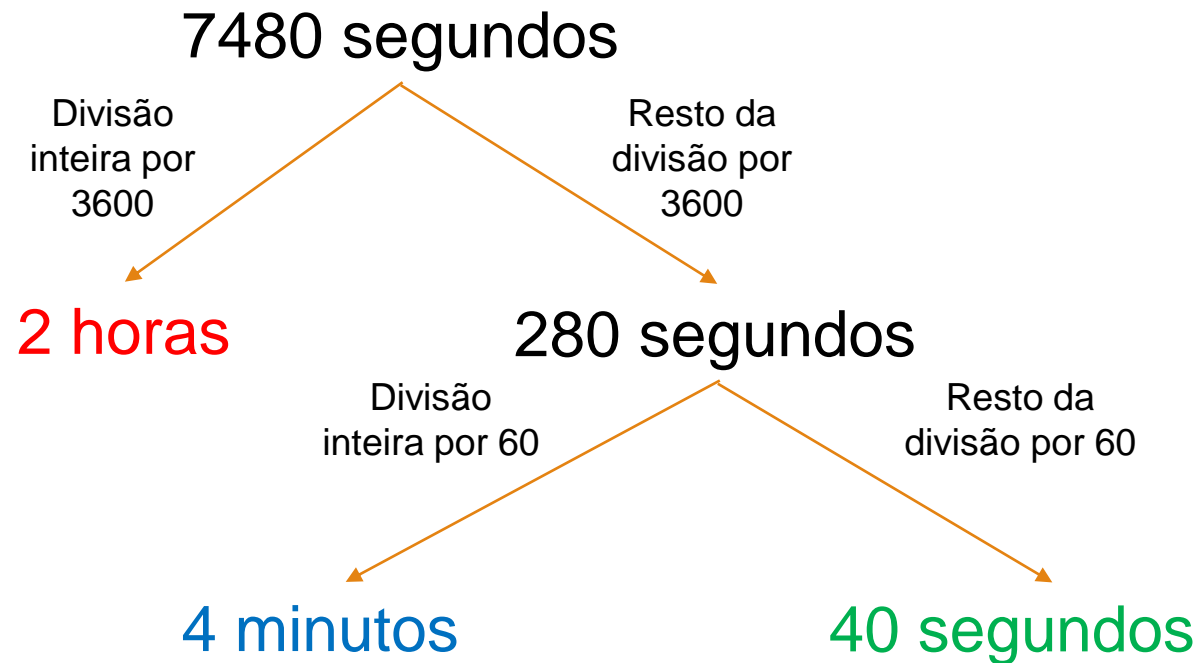 7480 segundos
Divisão
inteira por
3600
Resto da
divisão por
3600
2 horas
280 segundos
Divisão
inteira por 60
Resto da
divisão por 60
4 minutos
40 segundos